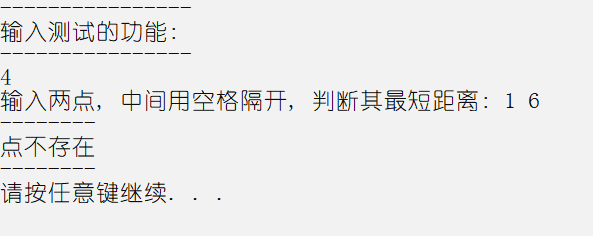 ----------------
输入测试的功能:
----------------
4
输入两点, 中间用空格隔开, 判断其最短距离: 1 6
--------
点不存在
--------
请按任意键继续. . .